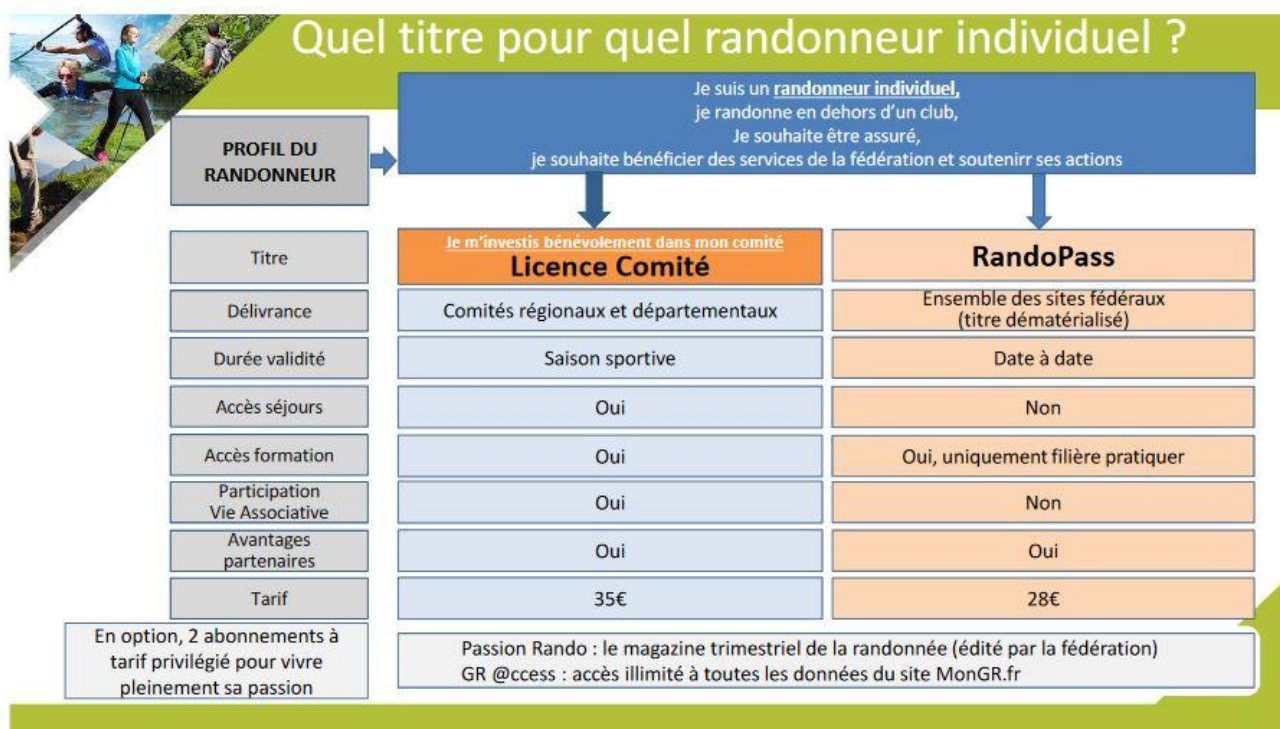 Quel titre pour quel randonneur individuel ?
Je suis un randonneur individuel,
je randonne en dehors d'un club,
Je souhaite être assuré,
je souhaite bénéficier des services de la fédération et soutenirr ses actions
PROFIL DU
RANDONNEUR
Titre
Je m'investis bénévolement dans mon comité
Licence Comité
RandoPass
Délivrance
Comités régionaux et départementaux
Ensemble des sites fédéraux
(titre dématérialisé)
Durée validité
Saison sportive
Date à date
Accès séjours
Oui
Non
Accès formation
Oui
Oui, uniquement filière pratiquer
Participation
Vie Associative
Oui
Non
Avantages
partenaires
Oui
Oui
Tarif
35€
28€
En option, 2 abonnements à
tarif privilégié pour vivre
pleinement sa passion
Passion Rando : le magazine trimestriel de la randonnée (édité par la fédération)
GR @ccess : accès illimité à toutes les données du site MonGR.fr